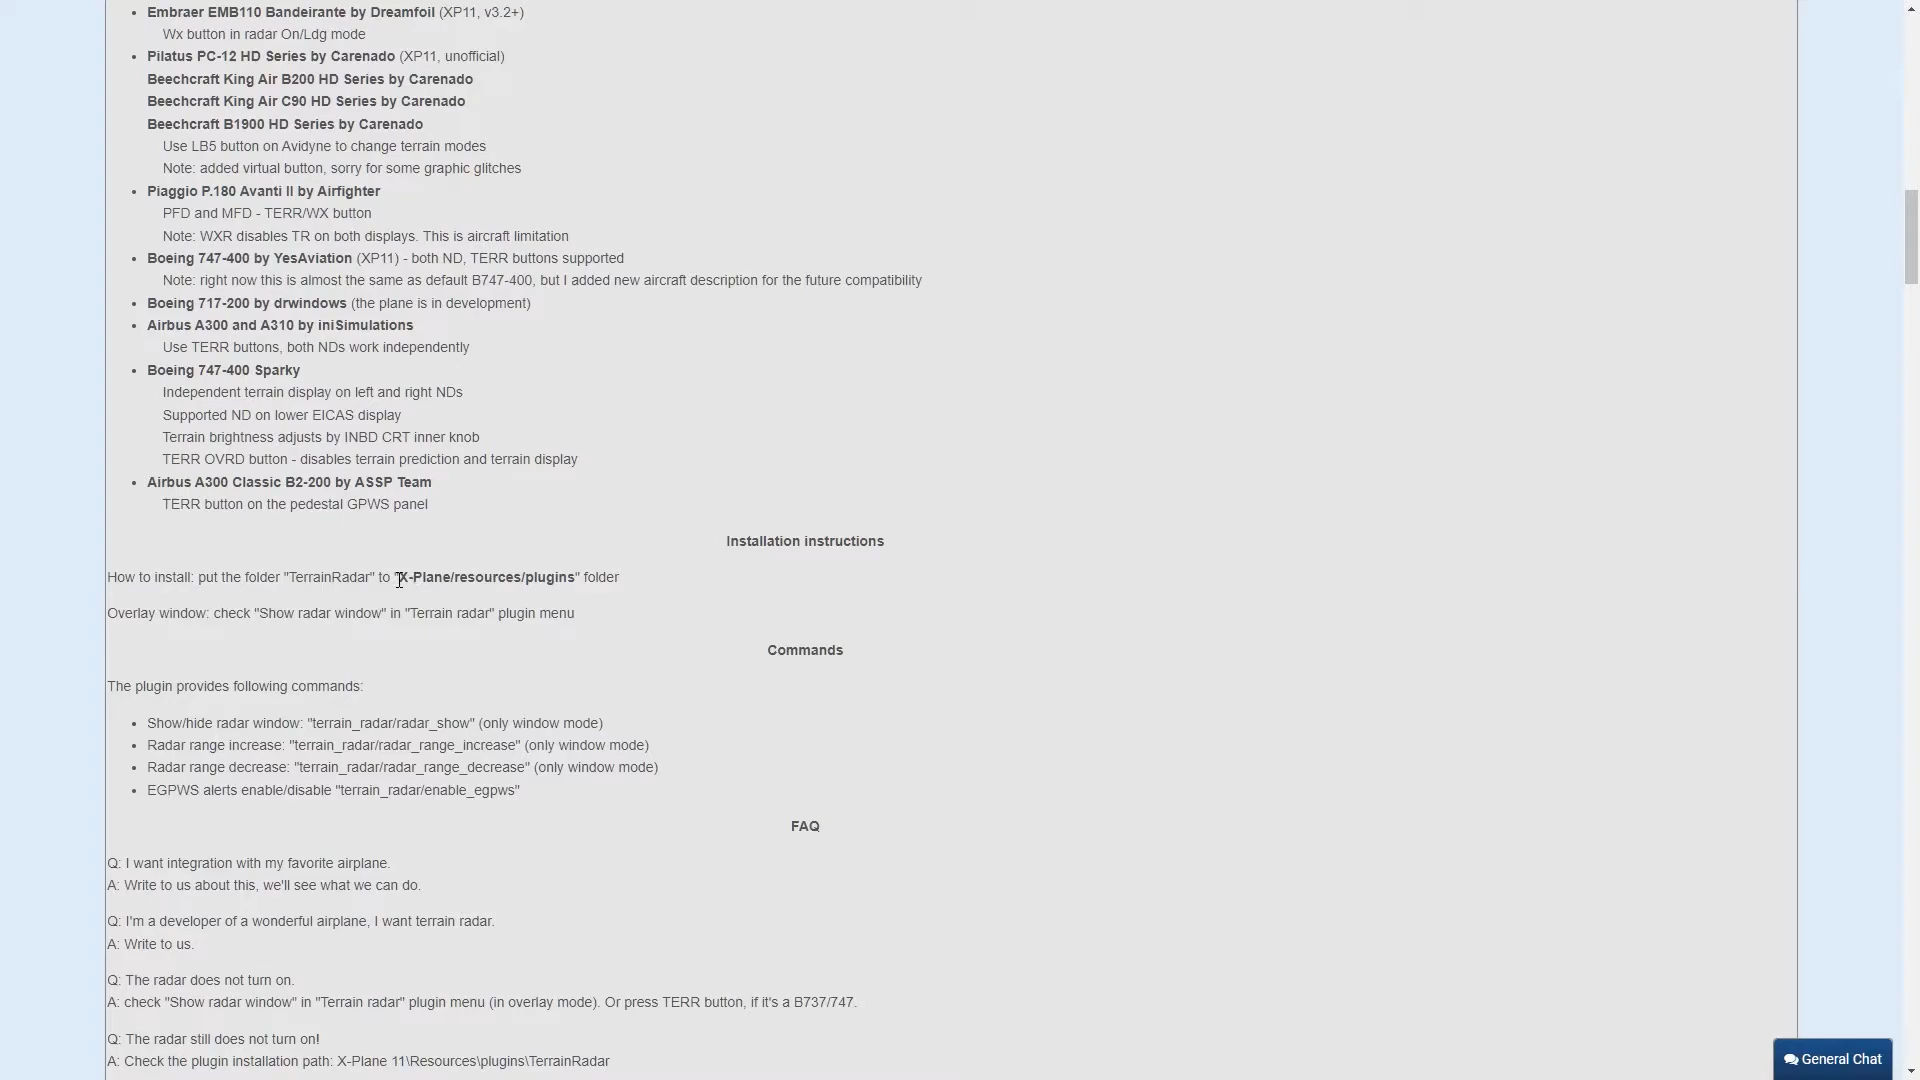 Embraer EMB110 Bandeirante by Dreamfoil (XP11, v3.2+)
Wx button in radar On/Ldg mode
Pilatus PC-12 HD Series by Carenado (XP11, unofficial)
Beechcraft King Air B200 HD Series by Carenado
Beechcraft King Air C90 HD Series by Carenado
Beechcraft B1900 HD Series by Carenado
Use LB5 button on Avidyne to change terrain modes
Note: added virtual button, sorry for some graphic glitches
Piaggio P.180 Avanti II by Airfighter
PFD and MFD - TERR/WX button
Note: WXR disables TR on both displays. This is aircraft limitation
Boeing 747-400 by YesAviation (XP11) - both ND, TERR buttons supported
Note: right now this is almost the same as default B747-400, but I added new aircraft description for the future compatibility
Boeing 717-200 by drwindows (the plane is in development)
Airbus A300 and A310 by iniSimulations
Use TERR buttons, both NDs work independently
Boeing 747-400 Sparky
Independent terrain display on left and right NDs
Supported ND on lower EICAS display
Terrain brightness adjusts by INBD CRT inner knob
TERR OVRD button - disables terrain prediction and terrain display
Airbus A300 Classic B2-200 by ASSP Team
TERR button on the pedestal GPWS panel
Installation instructions
How to install: put the folder "TerrainRadar" to "X-Plane/resources/plugins" folder
Overlay window: check "Show radar window" in "Terrain radar" plugin menu
Commands
The plugin provides following commands:
Show/hide radar window: "terrain_radar/radar_show" (only window mode)
Radar range increase: "terrain_radar/radar_range_increase" (only window mode)
Radar range decrease: "terrain_radar/radar_range_decrease" (only window mode)
EGPWS alerts enable/disable "terrain_radar/enable_egpws"
FAQ
Q: I want integration with my favorite airplane.
A: Write to us about this, we'll see what we can do.
Q: I'm a developer of a wonderful airplane, I want terrain radar.
A: Write to us.
Q: The radar does not turn on.
A: check "Show radar window" in "Terrain radar" plugin menu (in overlay mode). Or press TERR button, if it's a B737/747.
Q: The radar still does not turn on!
A: Check the plugin installation path: X-Plane 11\Resources\plugins\TerrainRadar
General Chat